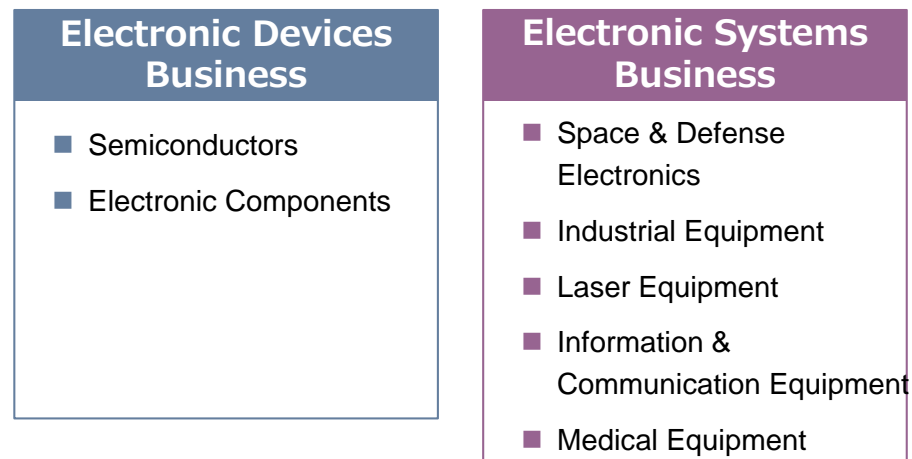 Electronic Devices
Business
Semiconductors
Electronic Components
Electronic Systems
Business
Space & Defense
Electronics
Industrial Equipment
Laser Equipment
Information &
Communication Equipment
Medical Equipment